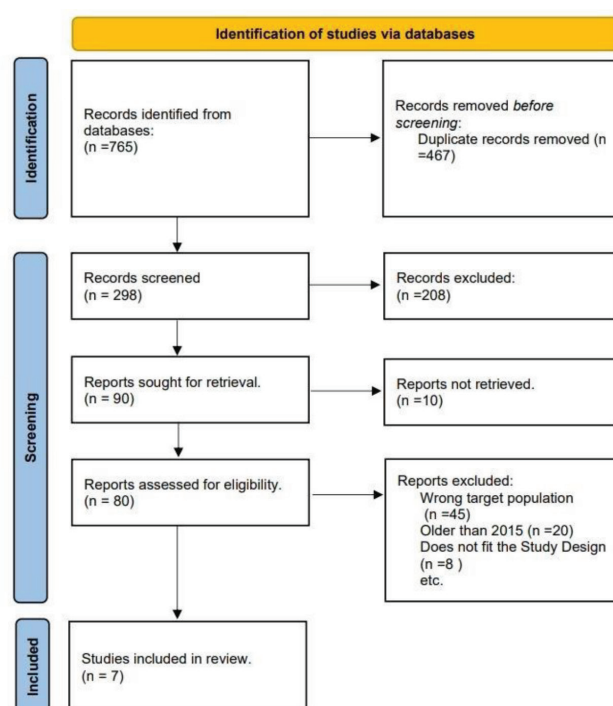 Identification of studies via databases
Identification
Records identified from
databases:
(n =765)
Records removed before
screening:
Duplicate records removed (n
=467)
Screening
Records screened
(n = 298)
Records excluded:
(n =208)
Reports sought for retrieval.
(n = 90)
Reports not retrieved.
(n =10)
Reports assessed for eligibility.
(n = 80)
Reports excluded:
Wrong target population
(n =45)
Older than 2015 (n =20)
Does not fit the Study Design
(n =8 )
etc.
Included
Studies included in review.
(n = 7)